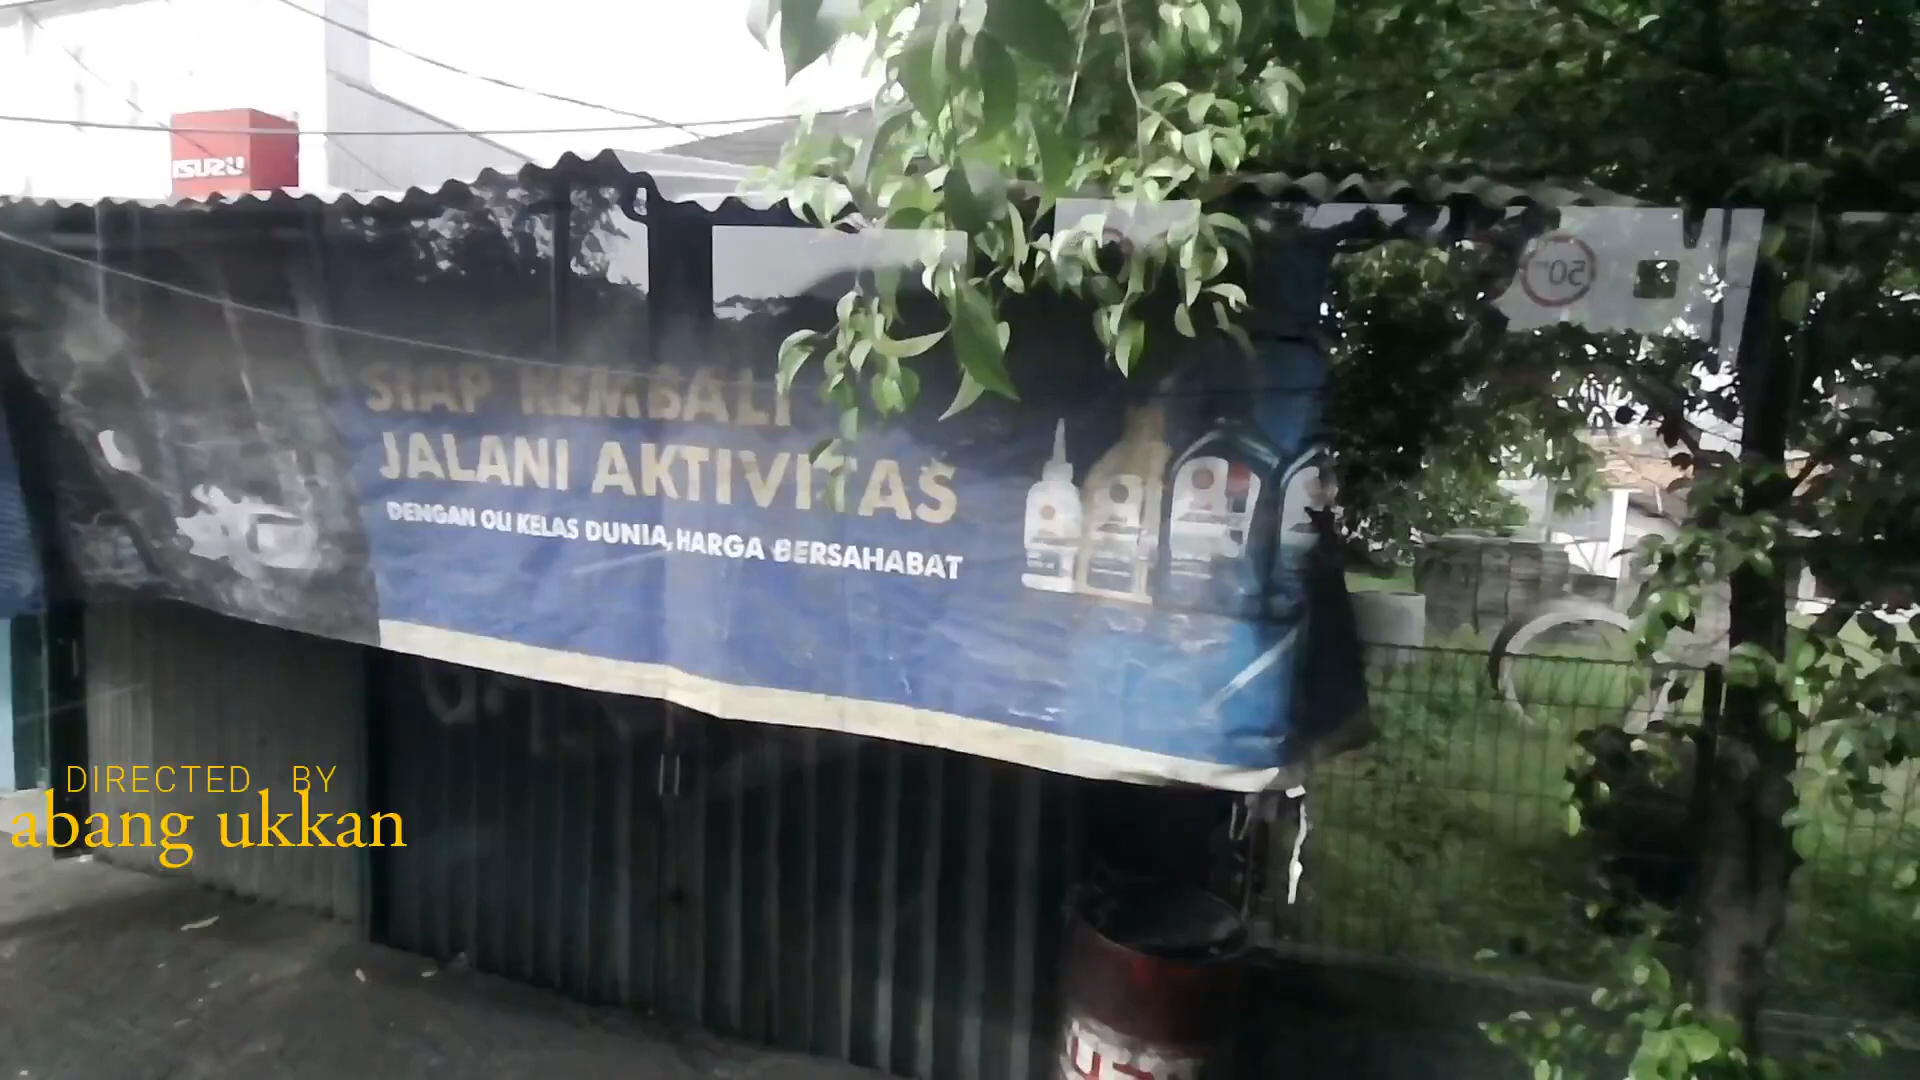 ISUZU
50
SIAP KEMBALI
JALANI AKTIVITAS
DENGAN OLI KELAS DUNIA, HARGA BERSAHABAT
DIRECTED BY
abang ukkan